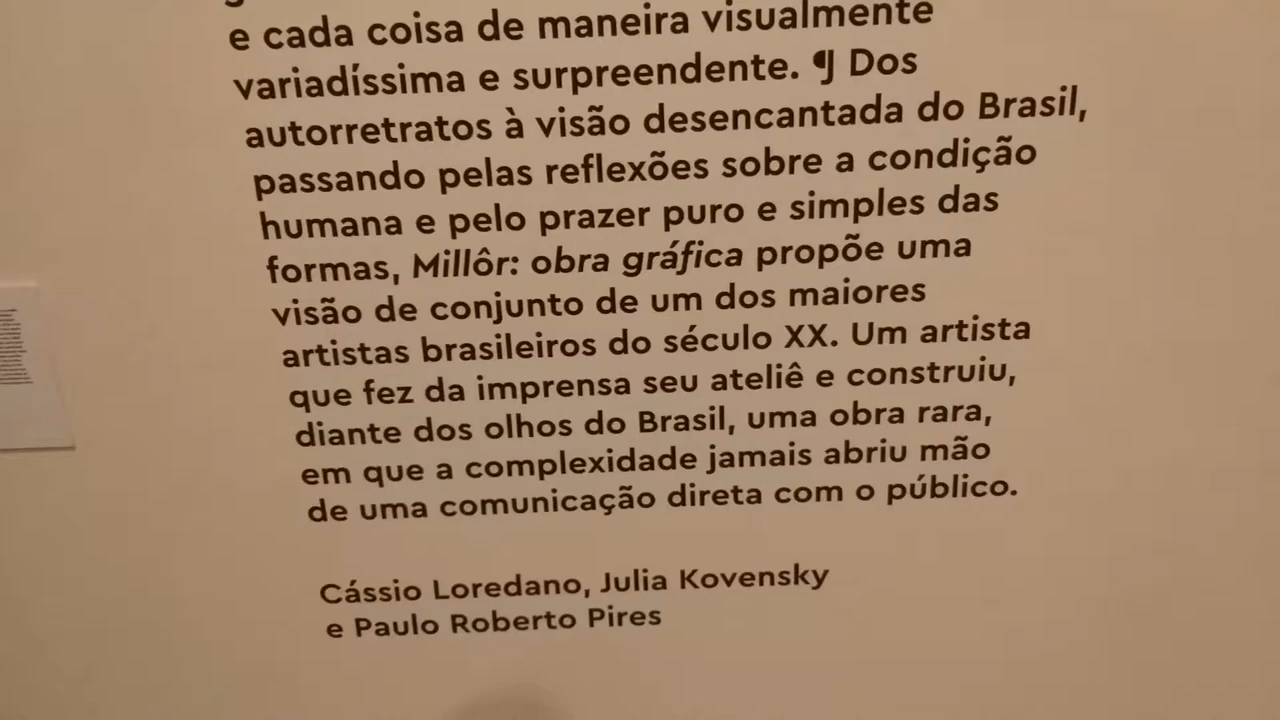 e cada coisa de maneira visualmente
variadíssima e surpreendente. ¶ Dos
autorretratos à visão desencantada do Brasil,
passando pelas reflexões sobre a condição
humana e pelo prazer puro e simples das
formas, Millôr: obra gráfica propõe uma
visão de conjunto de um dos maiores
artistas brasileiros do século XX. Um artista
que fez da imprensa seu ateliê e construiu,
diante dos olhos do Brasil, uma obra rara,
em que a complexidade jamais abriu mão
de uma comunicação direta com o público.
Cássio Loredano, Julia Kovensky
e Paulo Roberto Pires